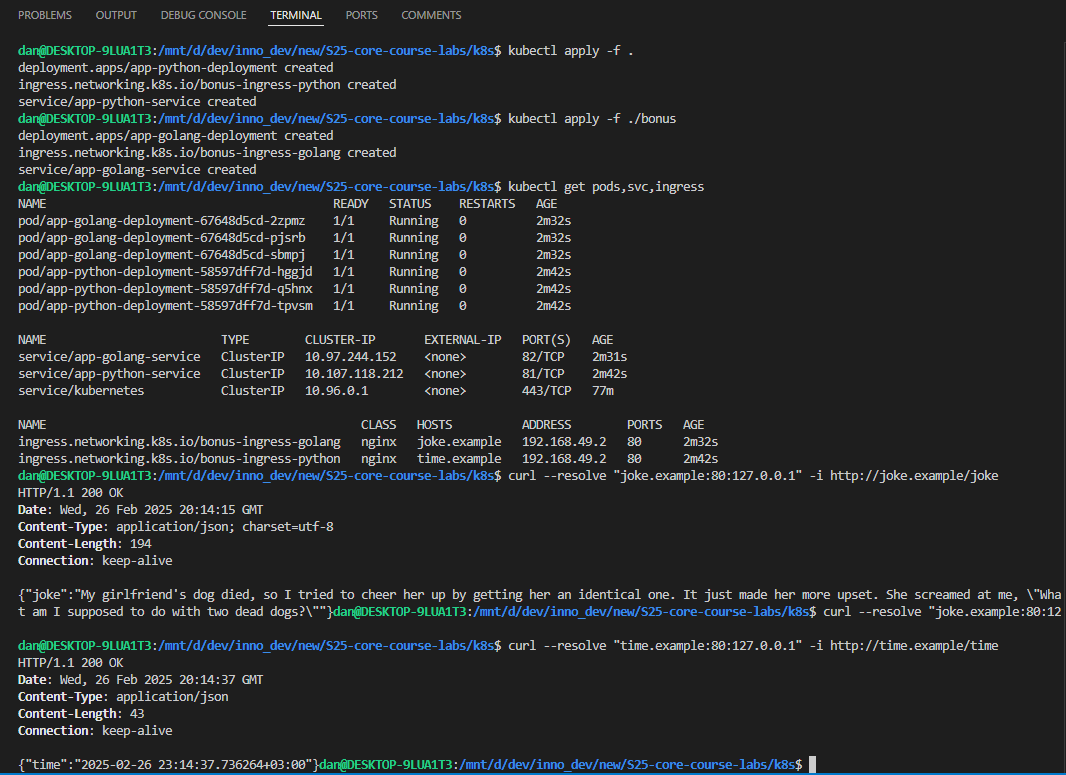 PROBLEMS OUTPUT DEBUG CONSOLE TERMINAL PORTS COMMENTS
dan@DESKTOP-9LUA1T3:/mnt/d/dev/inno_dev/new/S25-core-course-labs/k8s$ kubectl apply -f .
deployment.apps/app-python-deployment created
ingress.networking.k8s.io/bonus-ingress-python created
service/app-python-service created
dan@DESKTOP-9LUA1T3:/mnt/d/dev/inno_dev/new/S25-core-course-labs/k8s$ kubectl apply -f ./bonus
deployment.apps/app-golang-deployment created
ingress.networking.k8s.io/bonus-ingress-golang created
service/app-golang-service created
dan@DESKTOP-9LUA1T3:/mnt/d/dev/inno_dev/new/S25-core-course-labs/k8s$ kubectl get pods,svc,ingress
NAME READY STATUS RESTARTS AGE
pod/app-golang-deployment-67648d5cd-2zpmz 1/1 Running 0 2m32s
pod/app-golang-deployment-67648d5cd-pjsrb 1/1 Running 0 2m32s
pod/app-golang-deployment-67648d5cd-sbmpj 1/1 Running 0 2m32s
pod/app-python-deployment-58597dff7d-hggjd 1/1 Running 0 2m42s
pod/app-python-deployment-58597dff7d-q5hnx 1/1 Running 0 2m42s
pod/app-python-deployment-58597dff7d-tpvsm 1/1 Running 0 2m42s
NAME TYPE CLUSTER-IP EXTERNAL-IP PORT(S) AGE
service/app-golang-service ClusterIP 10.97.244.152 <none> 82/TCP 2m31s
service/app-python-service ClusterIP 10.107.118.212 <none> 81/TCP 2m42s
service/kubernetes ClusterIP 10.96.0.1 <none> 443/TCP 77m
NAME CLASS HOSTS ADDRESS PORTS AGE
ingress.networking.k8s.io/bonus-ingress-golang nginx joke.example 192.168.49.2 80 2m32s
ingress.networking.k8s.io/bonus-ingress-python nginx time.example 192.168.49.2 80 2m42s
dan@DESKTOP-9LUA1T3:/mnt/d/dev/inno_dev/new/S25-core-course-labs/k8s$ curl --resolve "joke.example:80:127.0.0.1" -i http://joke.example/joke
HTTP/1.1 200 OK
Date: Wed, 26 Feb 2025 20:14:15 GMT
Content-Type: application/json; charset=utf-8
Content-Length: 194
Connection: keep-alive
{"joke":"My girlfriend's dog died, so I tried to cheer her up by getting her an identical one. It just made her more upset. She screamed at me, \"Wha
t am I supposed to do with two dead dogs?\""}dan@DESKTOP-9LUA1T3:/mnt/d/dev/inno_dev/new/S25-core-course-labs/k8s$ curl --resolve "joke.example:80:12
dan@DESKTOP-9LUA1T3:/mnt/d/dev/inno_dev/new/S25-core-course-labs/k8s$ curl --resolve "time.example:80:127.0.0.1" -i http://time.example/time
HTTP/1.1 200 OK
Date: Wed, 26 Feb 2025 20:14:37 GMT
Content-Type: application/json
Content-Length: 43
Connection: keep-alive
{"time":"2025-02-26 23:14:37.736264+03:00"}dan@DESKTOP-9LUA1T3:/mnt/d/dev/inno_dev/new/S25-core-course-labs/k8s$